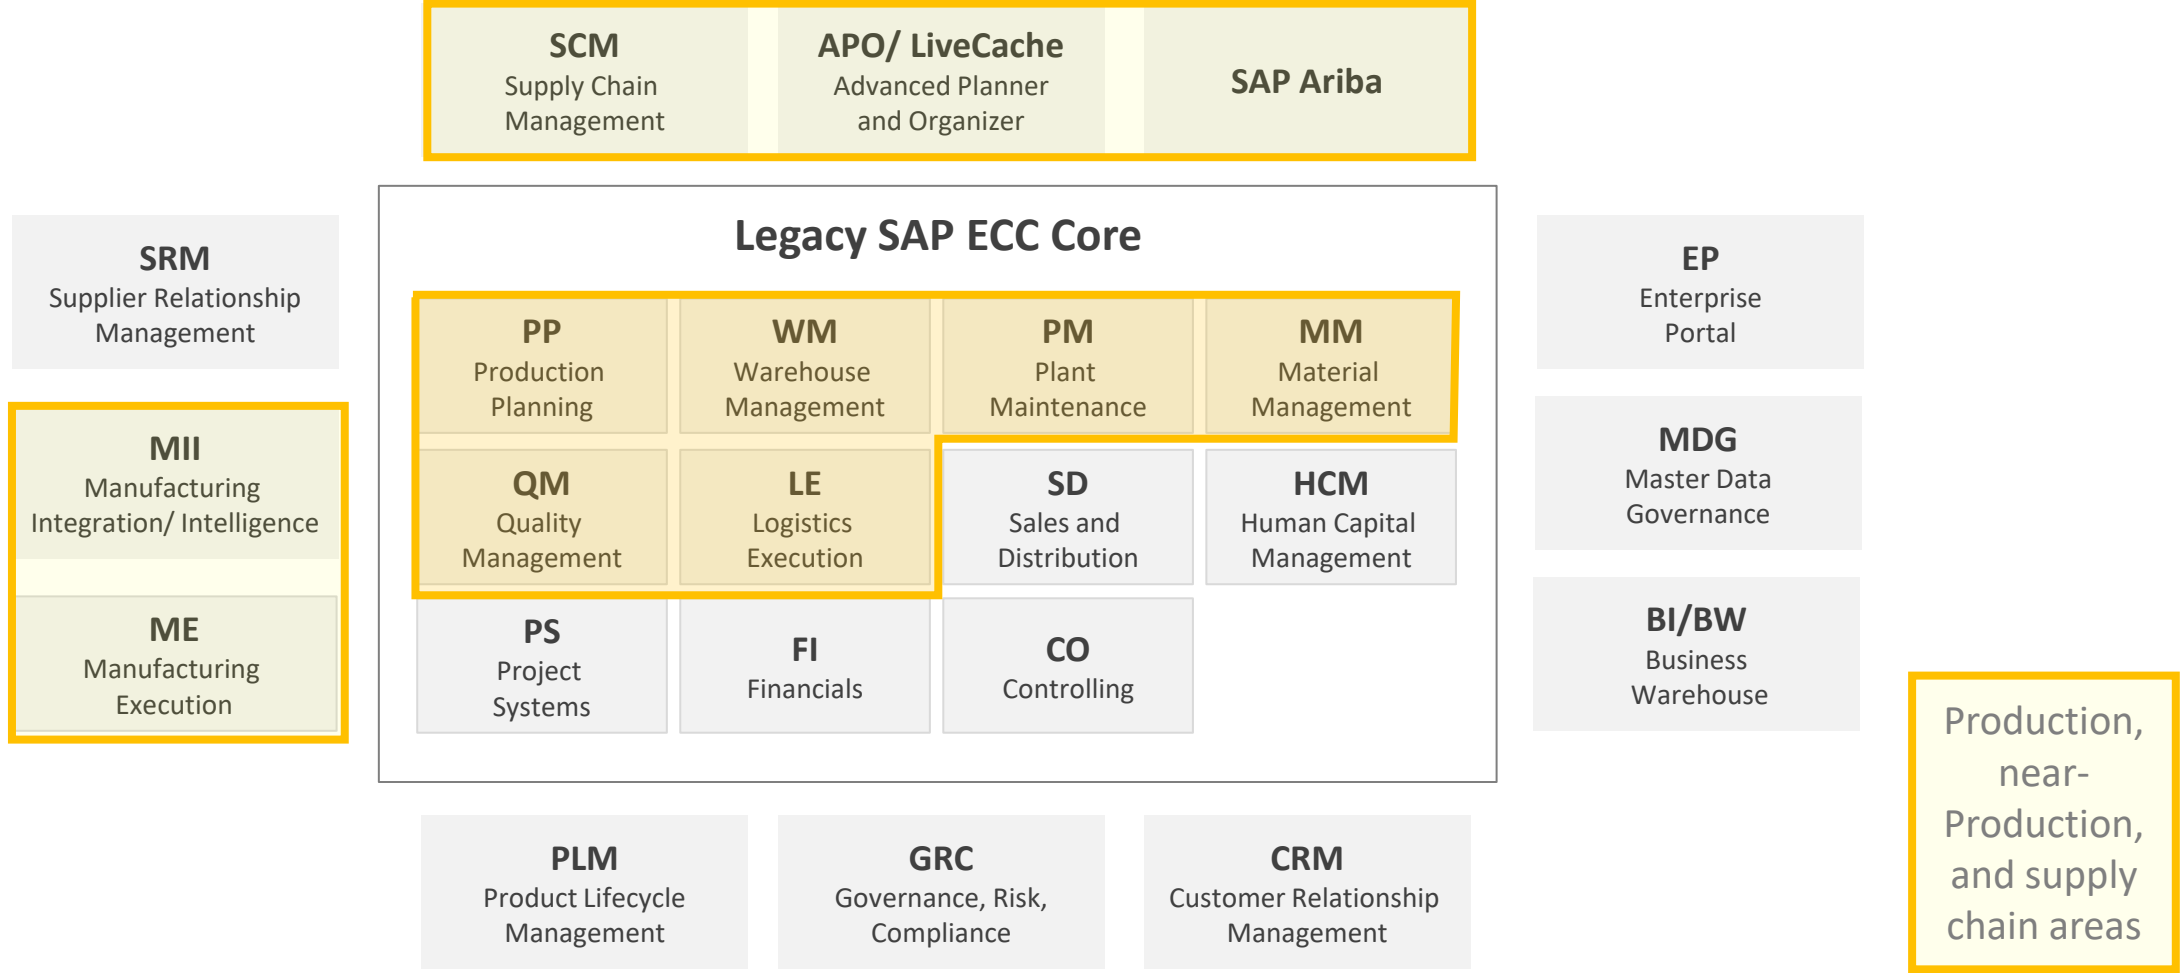 SCM
Supply Chain
Management
APO/ LiveCache
Advanced Planner
and Organizer
SAP Ariba
Legacy SAP ECC Core
SRM
Supplier Relationship
Management
MII
Manufacturing
Integration/ Intelligence
ME
Manufacturing
Execution
PP
Production
Planning
WM
Warehouse
Management
PM
Plant
Maintenance
MM
Material
Management
QM
Quality
Management
LE
Logistics
Execution
SD
Sales and
Distribution
HCM
Human Capital
Management
PS
Project
Systems
FI
Financials
CO
Controlling
EP
Enterprise
Portal
MDG
Master Data
Governance
BI/BW
Business
Warehouse
PLM
Product Lifecycle
Management
GRC
Governance, Risk,
Compliance
CRM
Customer Relationship
Management
Production,
near-
Production,
and supply
chain areas